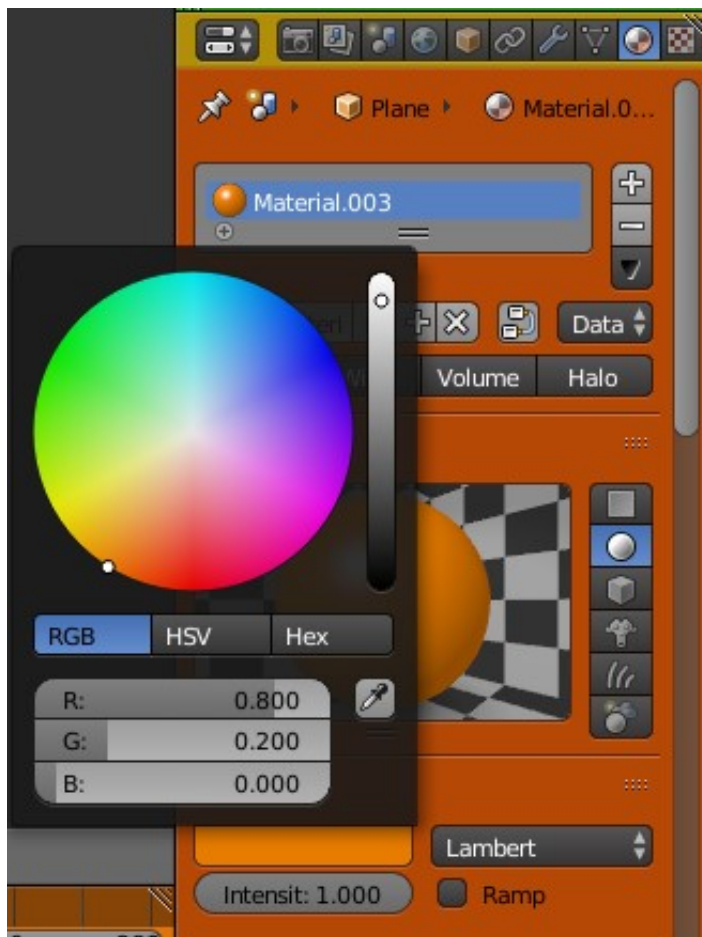 Plane
Material.0...
Material.003
Data
Volume
Halo
RGB
HSV
Hex
R: 0.800
G: 0.200
B: 0.000
Lambert
Intensit: 1.000
Ramp